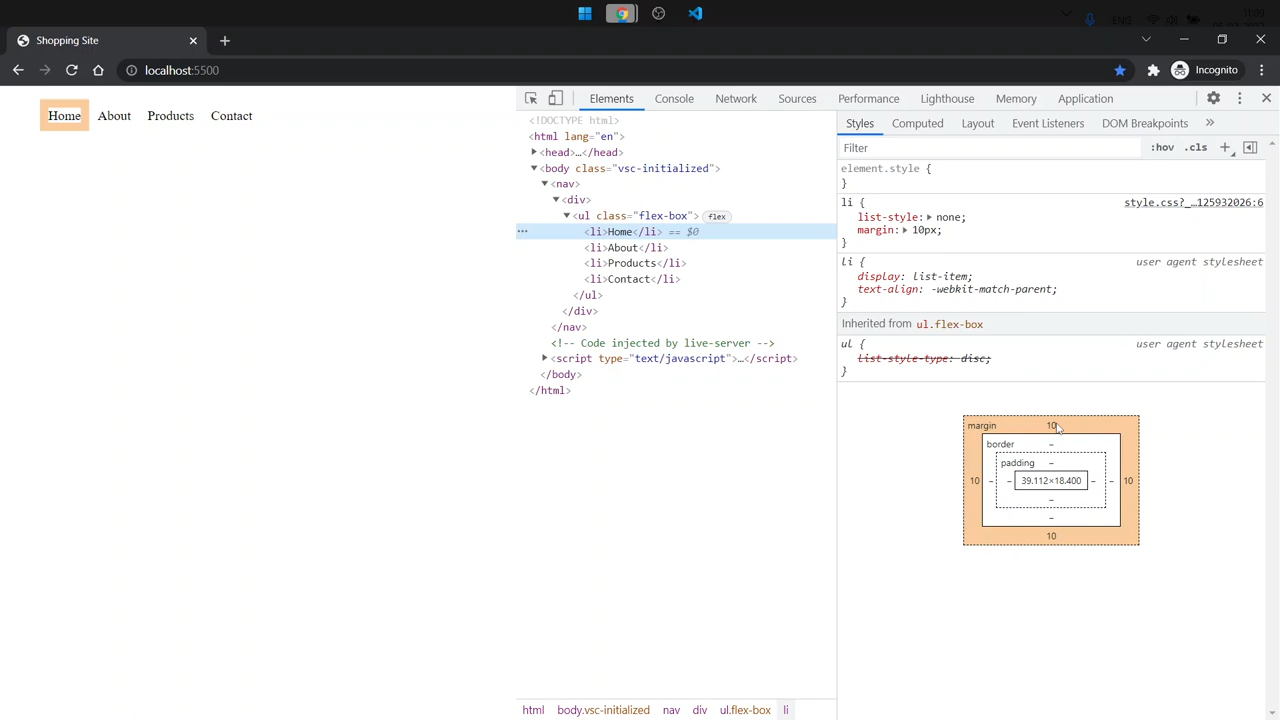 ENG
11:09
Shopping Site
localhost:5500
Incognito
Home About Products Contact
Elements Console Network Sources Performance Lighthouse Memory Application
<!DOCTYPE html>
<html lang="en">
<head>…</head>
<body class="vsc-initialized">
<nav>
<div>
<ul class="flex-box"> flex
<li>Home</li> == $0
<li>About</li>
<li>Products</li>
<li>Contact</li>
</ul>
</div>
</nav>
<!-- Code injected by live-server -->
<script type="text/javascript">…</script>
</body>
</html>
html body.vsc-initialized nav div ul.flex-box li
Styles Computed Layout Event Listeners DOM Breakpoints
Filter :hov .cls
element.style {
}
li { style.css?_…125932026:6
list-style: none;
margin: 10px;
}
li { user agent stylesheet
display: list-item;
text-align: -webkit-match-parent;
}
Inherited from ul.flex-box
ul { user agent stylesheet
list-style-type: disc;
}
margin 10
border –
padding –
10 – – 39.112×18.400 – – 10
–
–
10